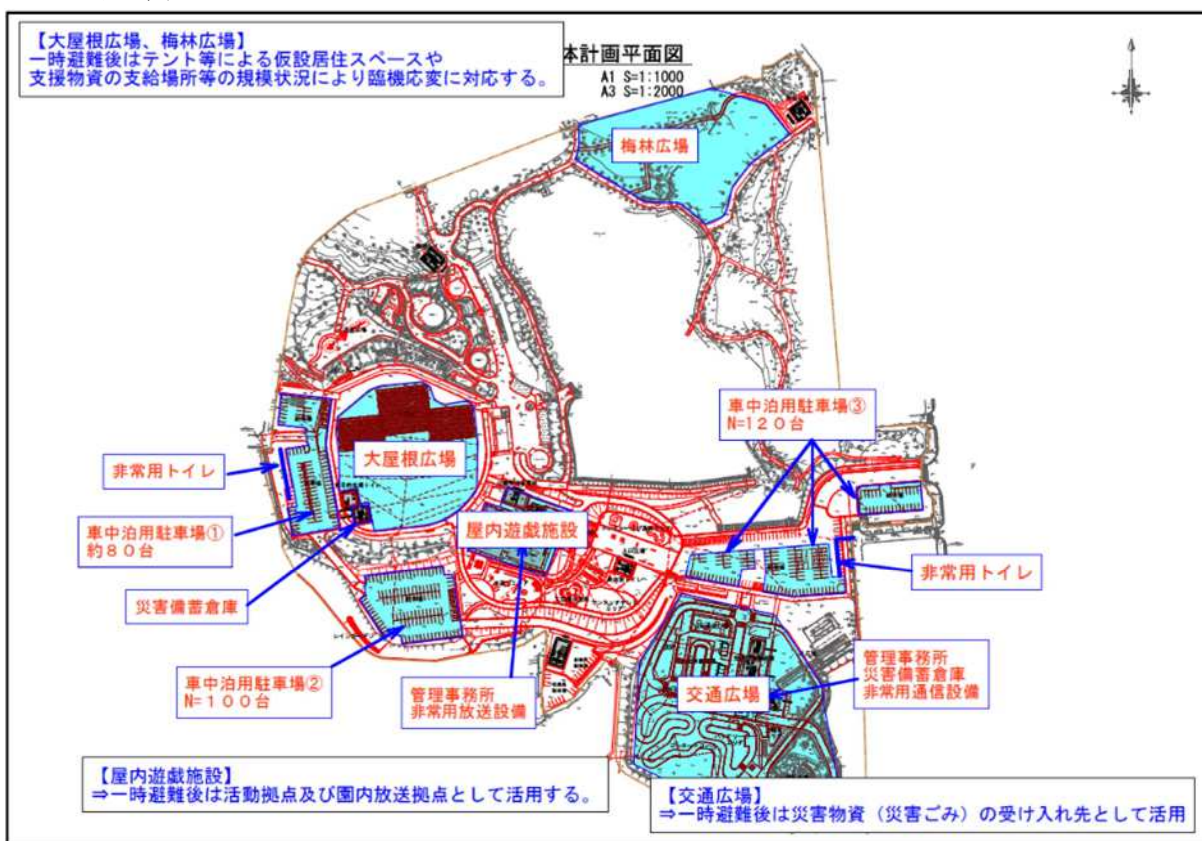 【大屋根広場、梅林広場】
一時避難後はテント等による仮設居住スペースや
支援物資の支給場所等の規模状況により臨機応変に対応する。
体計画平面図
A1 S=1:1000
A3 S=1:2000
梅林広場
車中泊用駐車場③
N=120台
大屋根広場
非常用トイレ
車中泊用駐車場①
約80台
屋内遊戯施設
非常用トイレ
災害備蓄倉庫
車中泊用駐車場②
N=100台
管理事務所
非常用放送設備
交通広場
管理事務所
災害備蓄倉庫
非常用通信設備
【屋内遊戯施設】
⇒一時避難後は活動拠点及び園内放送拠点として活用する。
【交通広場】
⇒一時避難後は災害物資（災害ごみ）の受け入れ先として活用